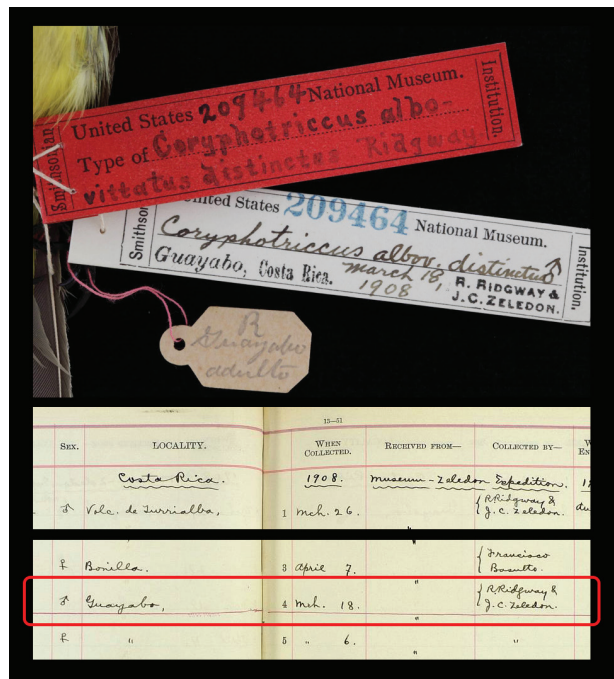 Smithsonian
United States 209464 National Museum.
Type of Coryphotriccus albo-
vittatus distinctus Ridgway
Institution.
Smithson
United States 209464 National Museum.
Coryphotriccus albov. distinctus ♂
Guayabo, Costa Rica. March 18,
1908
R. RIDGWAY &
J.C. ZELEDON.
Institution.
R
Guayabo
adulto
15—51
SEX. LOCALITY. WHEN COLLECTED. RECEIVED FROM— COLLECTED BY— W
EN
Costa Rica. 1908. Museum-Zeledon Expedition. 19
♂ Volc. de Turrialba, 1 Mch. 26. " { R. Ridgway &
J. C. Zeledon.
♀ Bonilla. 3 April 7. " { Francisco
Basulto.
♂ Guayabo, 4 Mch. 18. " { R. Ridgway &
J. C. Zeledon.
♀ " 5 " 6. " "